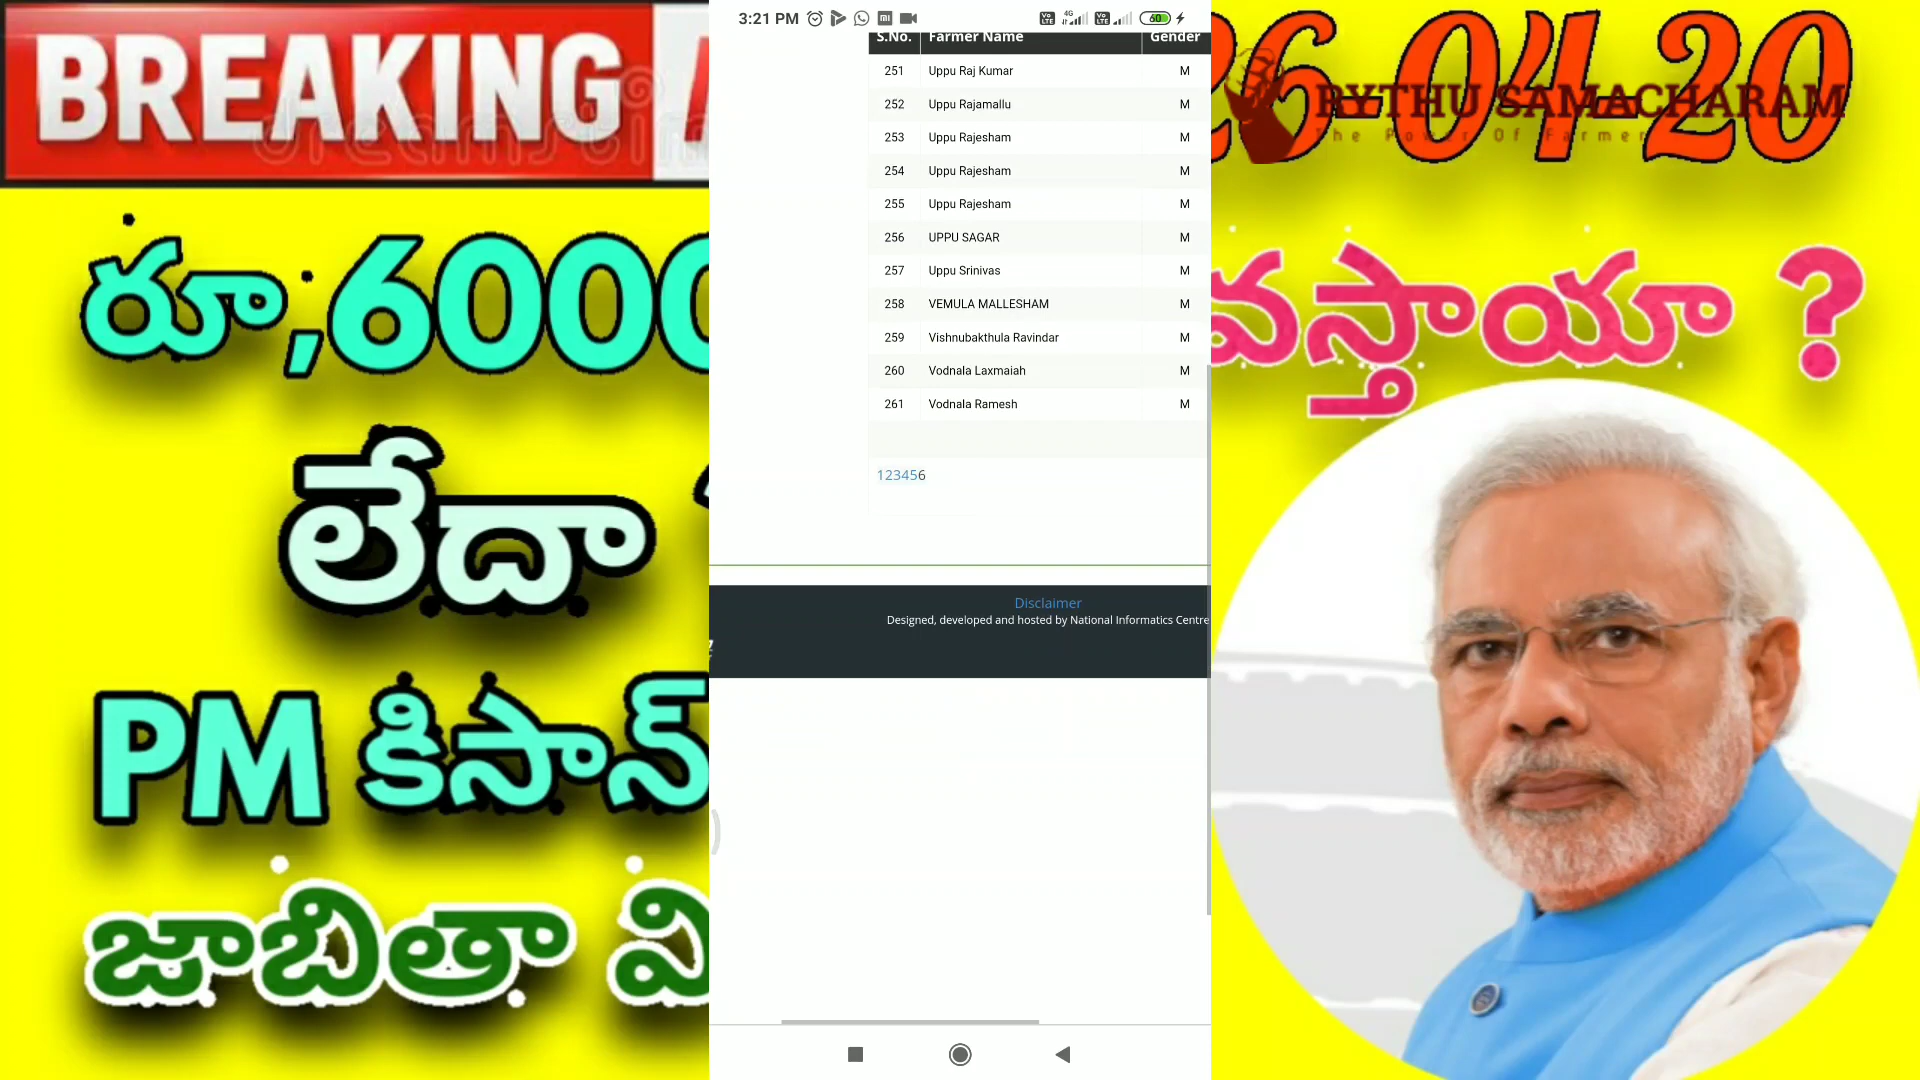 BREAKING
రూ,6000
లేదా
PM కిసాన్
జాబితా వి
3:21 PM
4G
60
S.No. Farmer Name Gender
251 Uppu Raj Kumar M
252 Uppu Rajamallu M
253 Uppu Rajesham M
254 Uppu Rajesham M
255 Uppu Rajesham M
256 UPPU SAGAR M
257 Uppu Srinivas M
258 VEMULA MALLESHAM M
259 Vishnubakthula Ravindar M
260 Vodnala Laxmaiah M
261 Vodnala Ramesh M
123456
Disclaimer
Designed, developed and hosted by National Informatics Centre
26-04-20
RYTHU SAMACHARAM
The Power Of Farmer
వస్తాయా ?